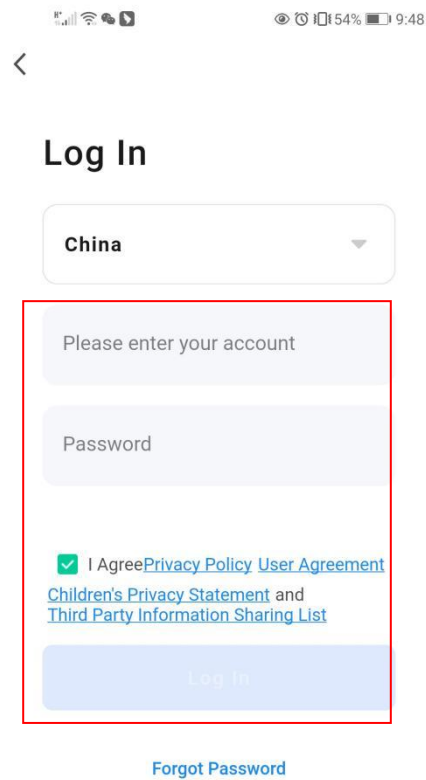 54% 9:48
Log In
China
Please enter your account
Password
I AgreePrivacy Policy User Agreement
Children's Privacy Statement and
Third Party Information Sharing List
Log In
Forgot Password